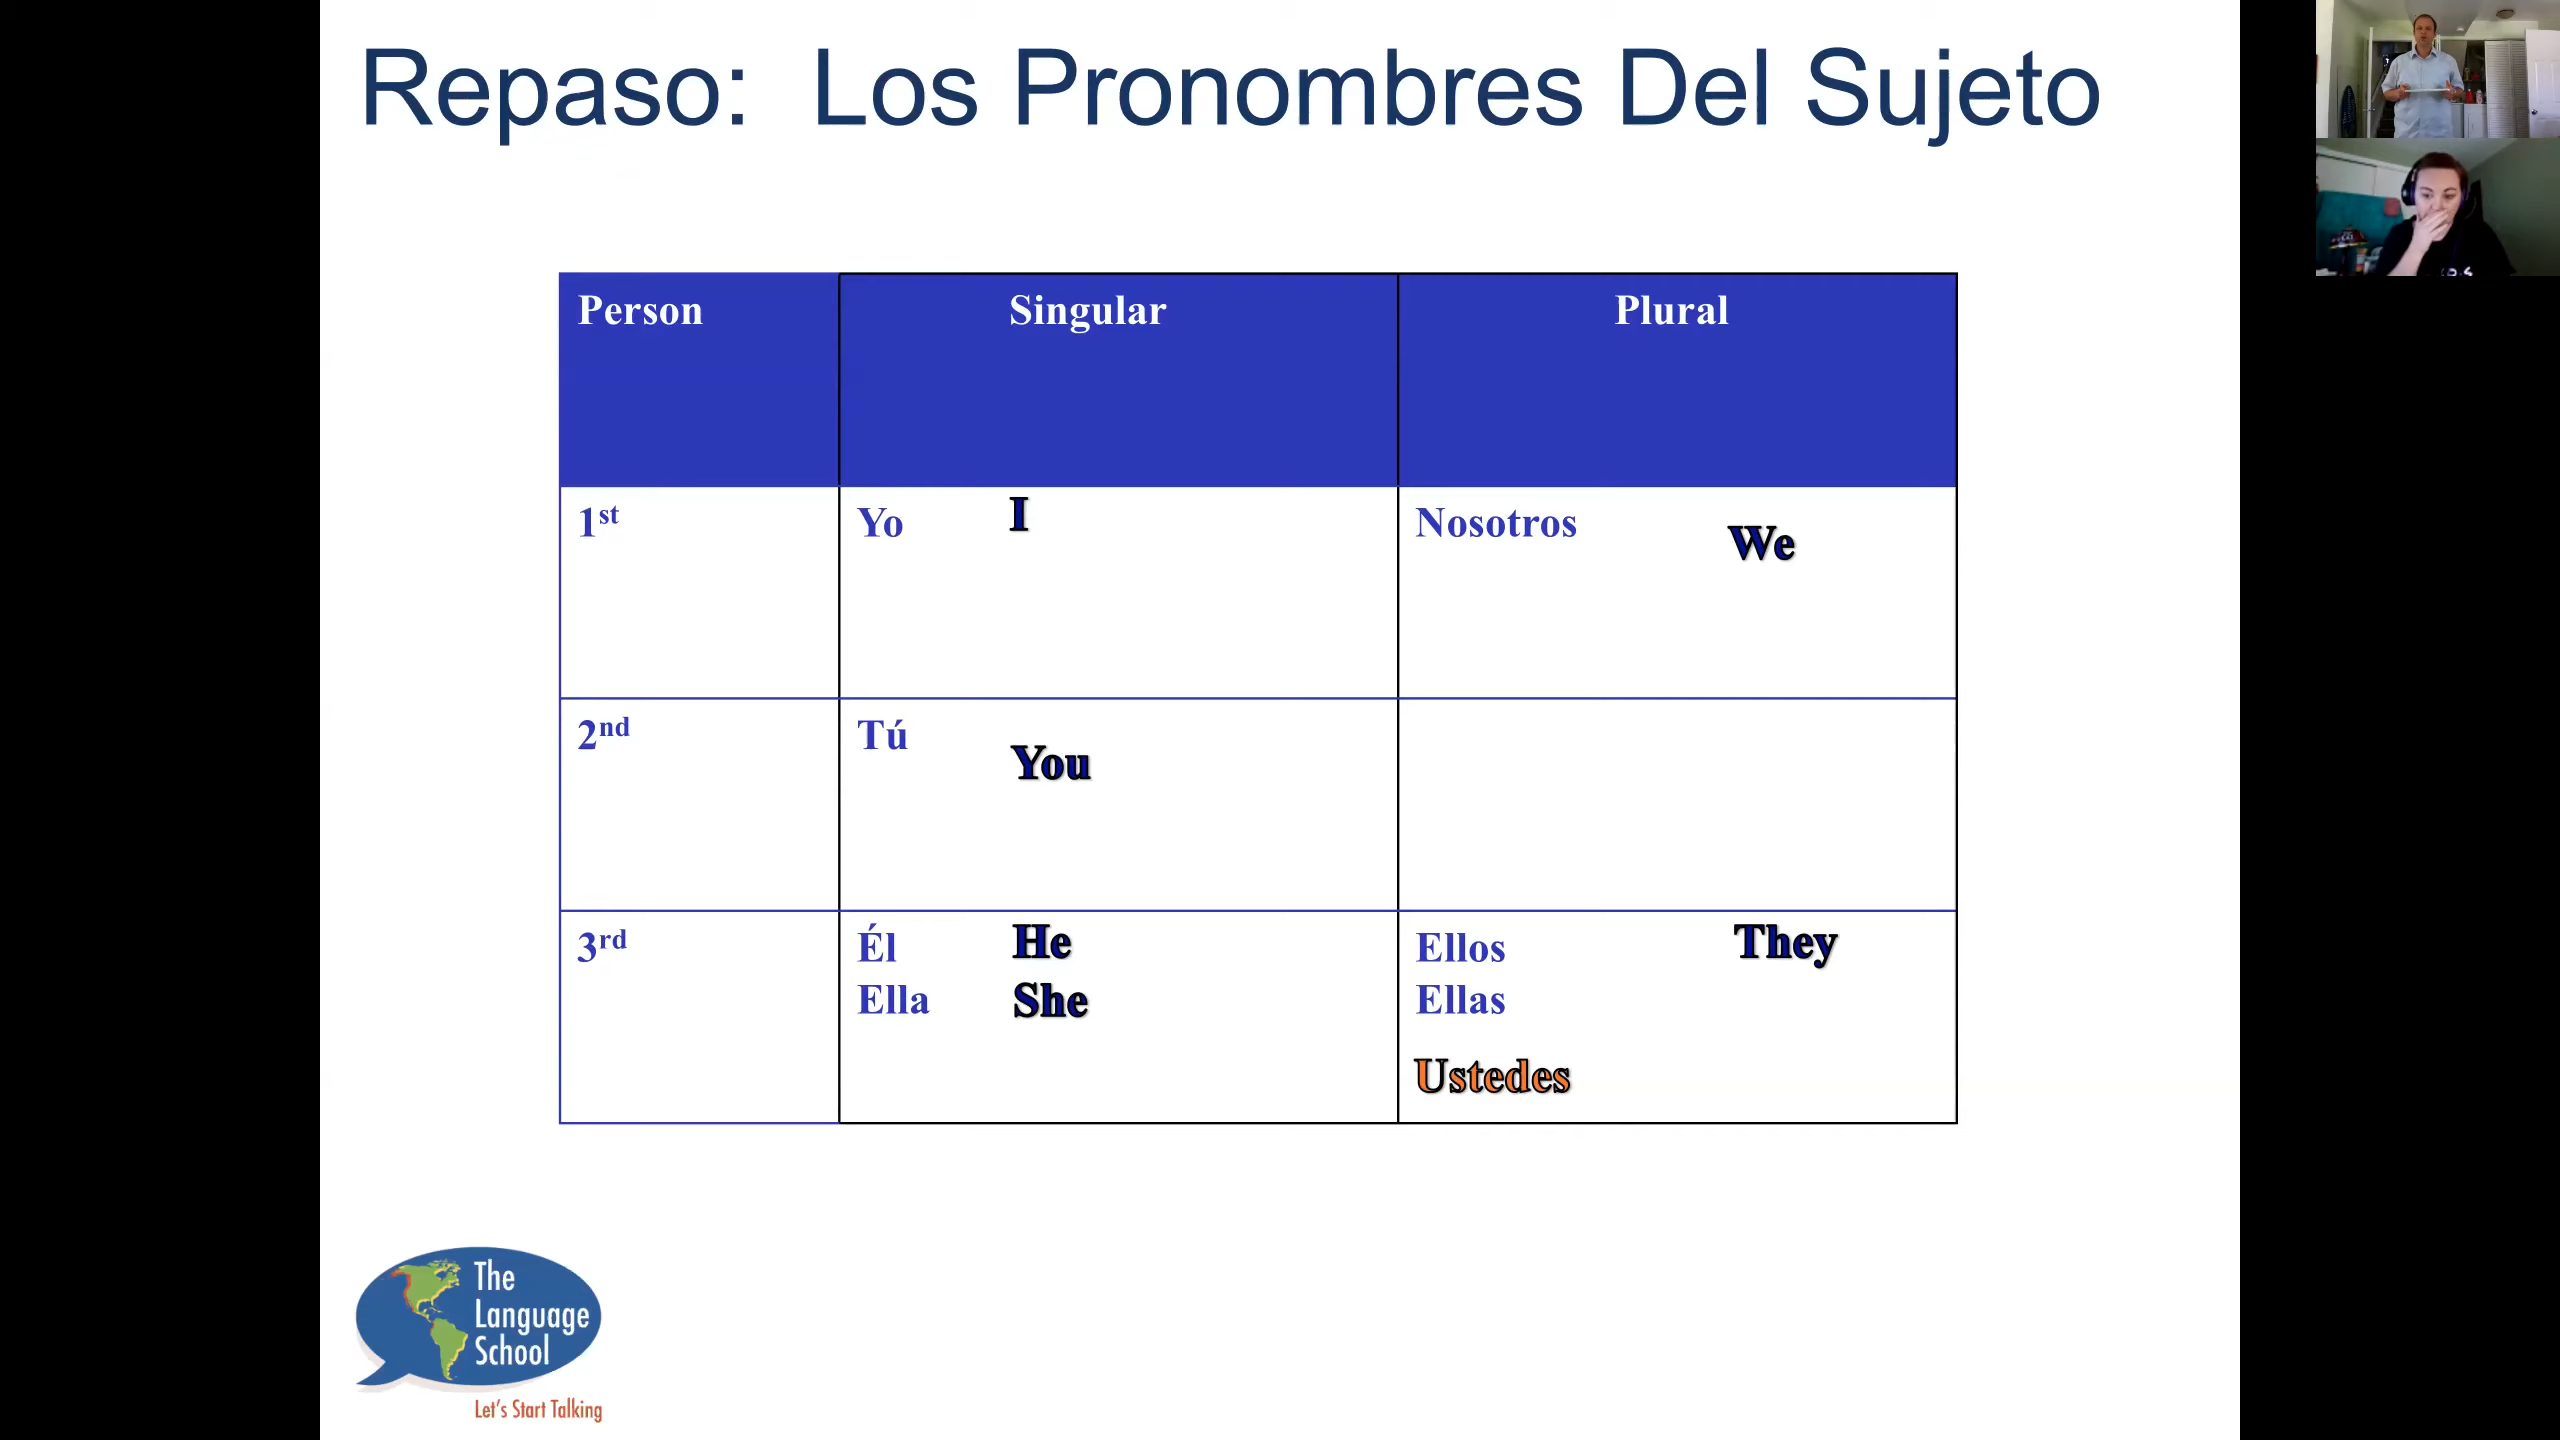 Repaso: Los Pronombres Del Sujeto
Person Singular Plural
1st Yo I Nosotros We
2nd Tú You
3rd Él He Ellos They
Ella She Ellas
Ustedes
The
Language
School
Let's Start Talking